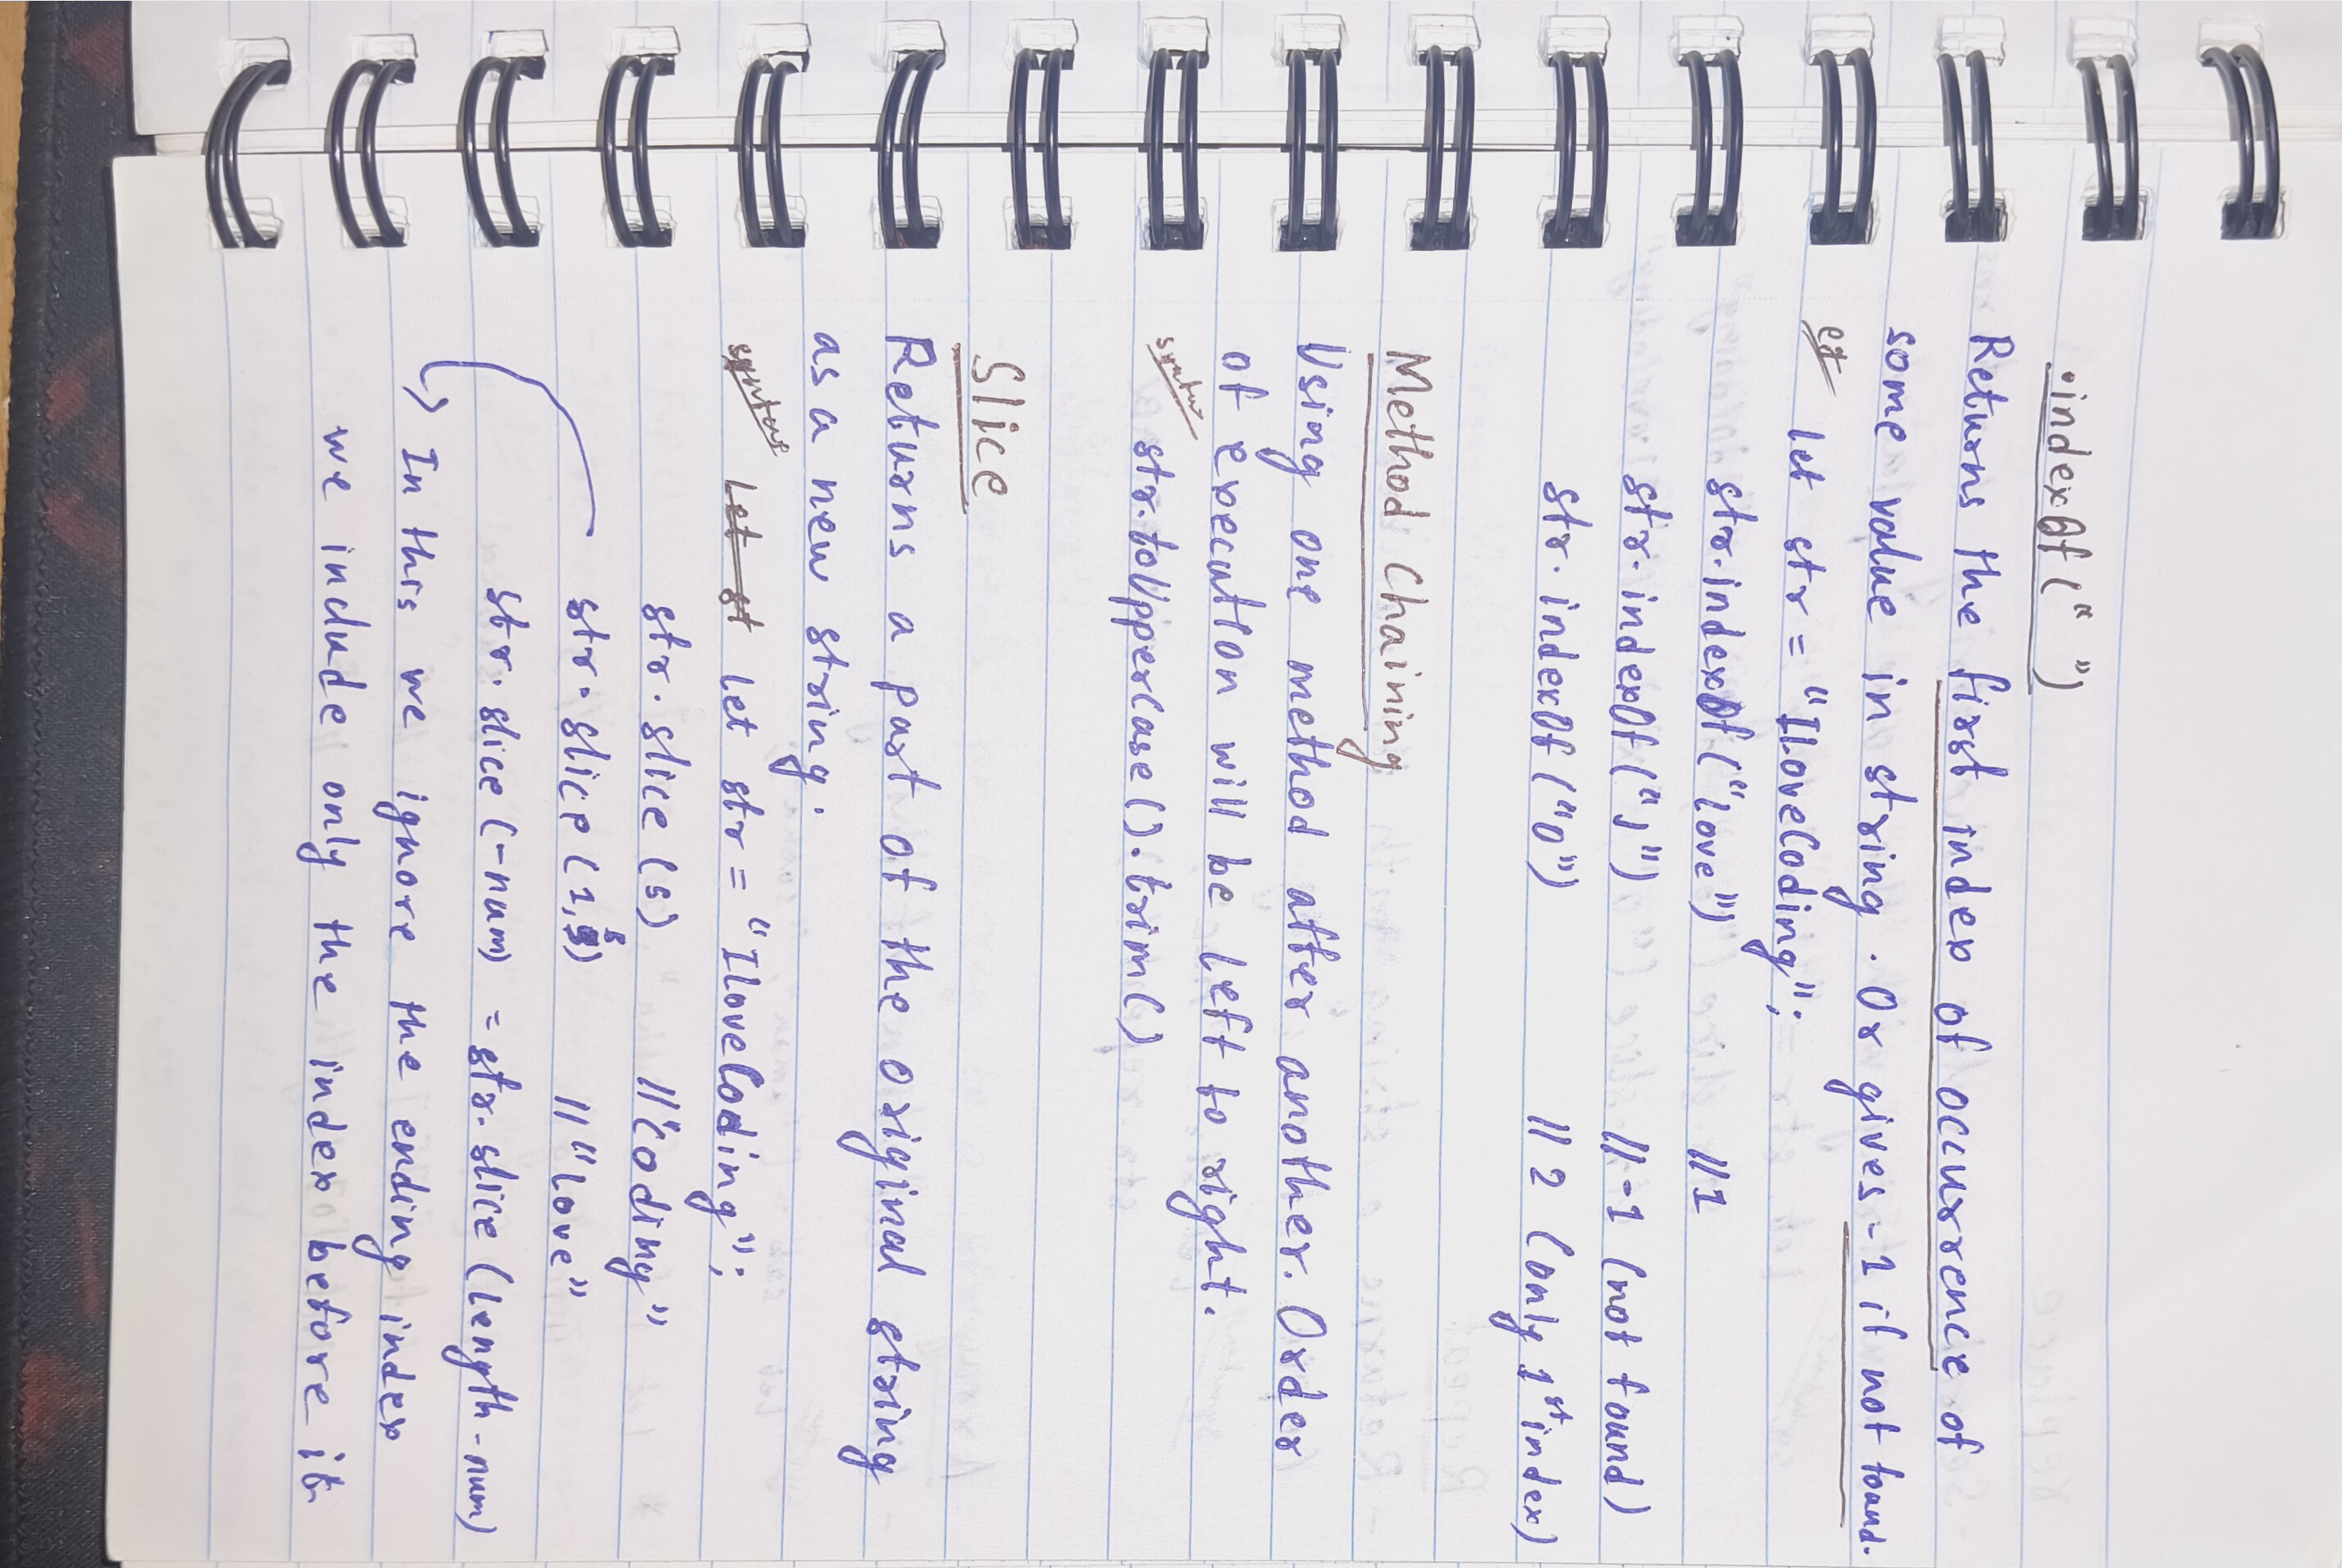 .indexOf(“ ”)
Returns the first index of occurrence of
some value in string. Or gives -1 if not found.
eg
let str = “ILoveCoding”;
str.indexOf(“love”) //1
str.indexOf(“J”) //-1 (not found)
str.indexOf(“o”) // 2 (only 1st index)
Method Chaining
Using one method after another. Order
of execution will be left to right.
syntax
str.toUpperCase().trim()
Slice
Returns a part of the original string
as a new string.
syntax Let st let str = “IloveCoding”;
str.slice(5) //“Coding”
str.slice(1,5) //“love”
str.slice(-num) = str.slice(length-num)
In this we ignore the ending index
we include only the index before it